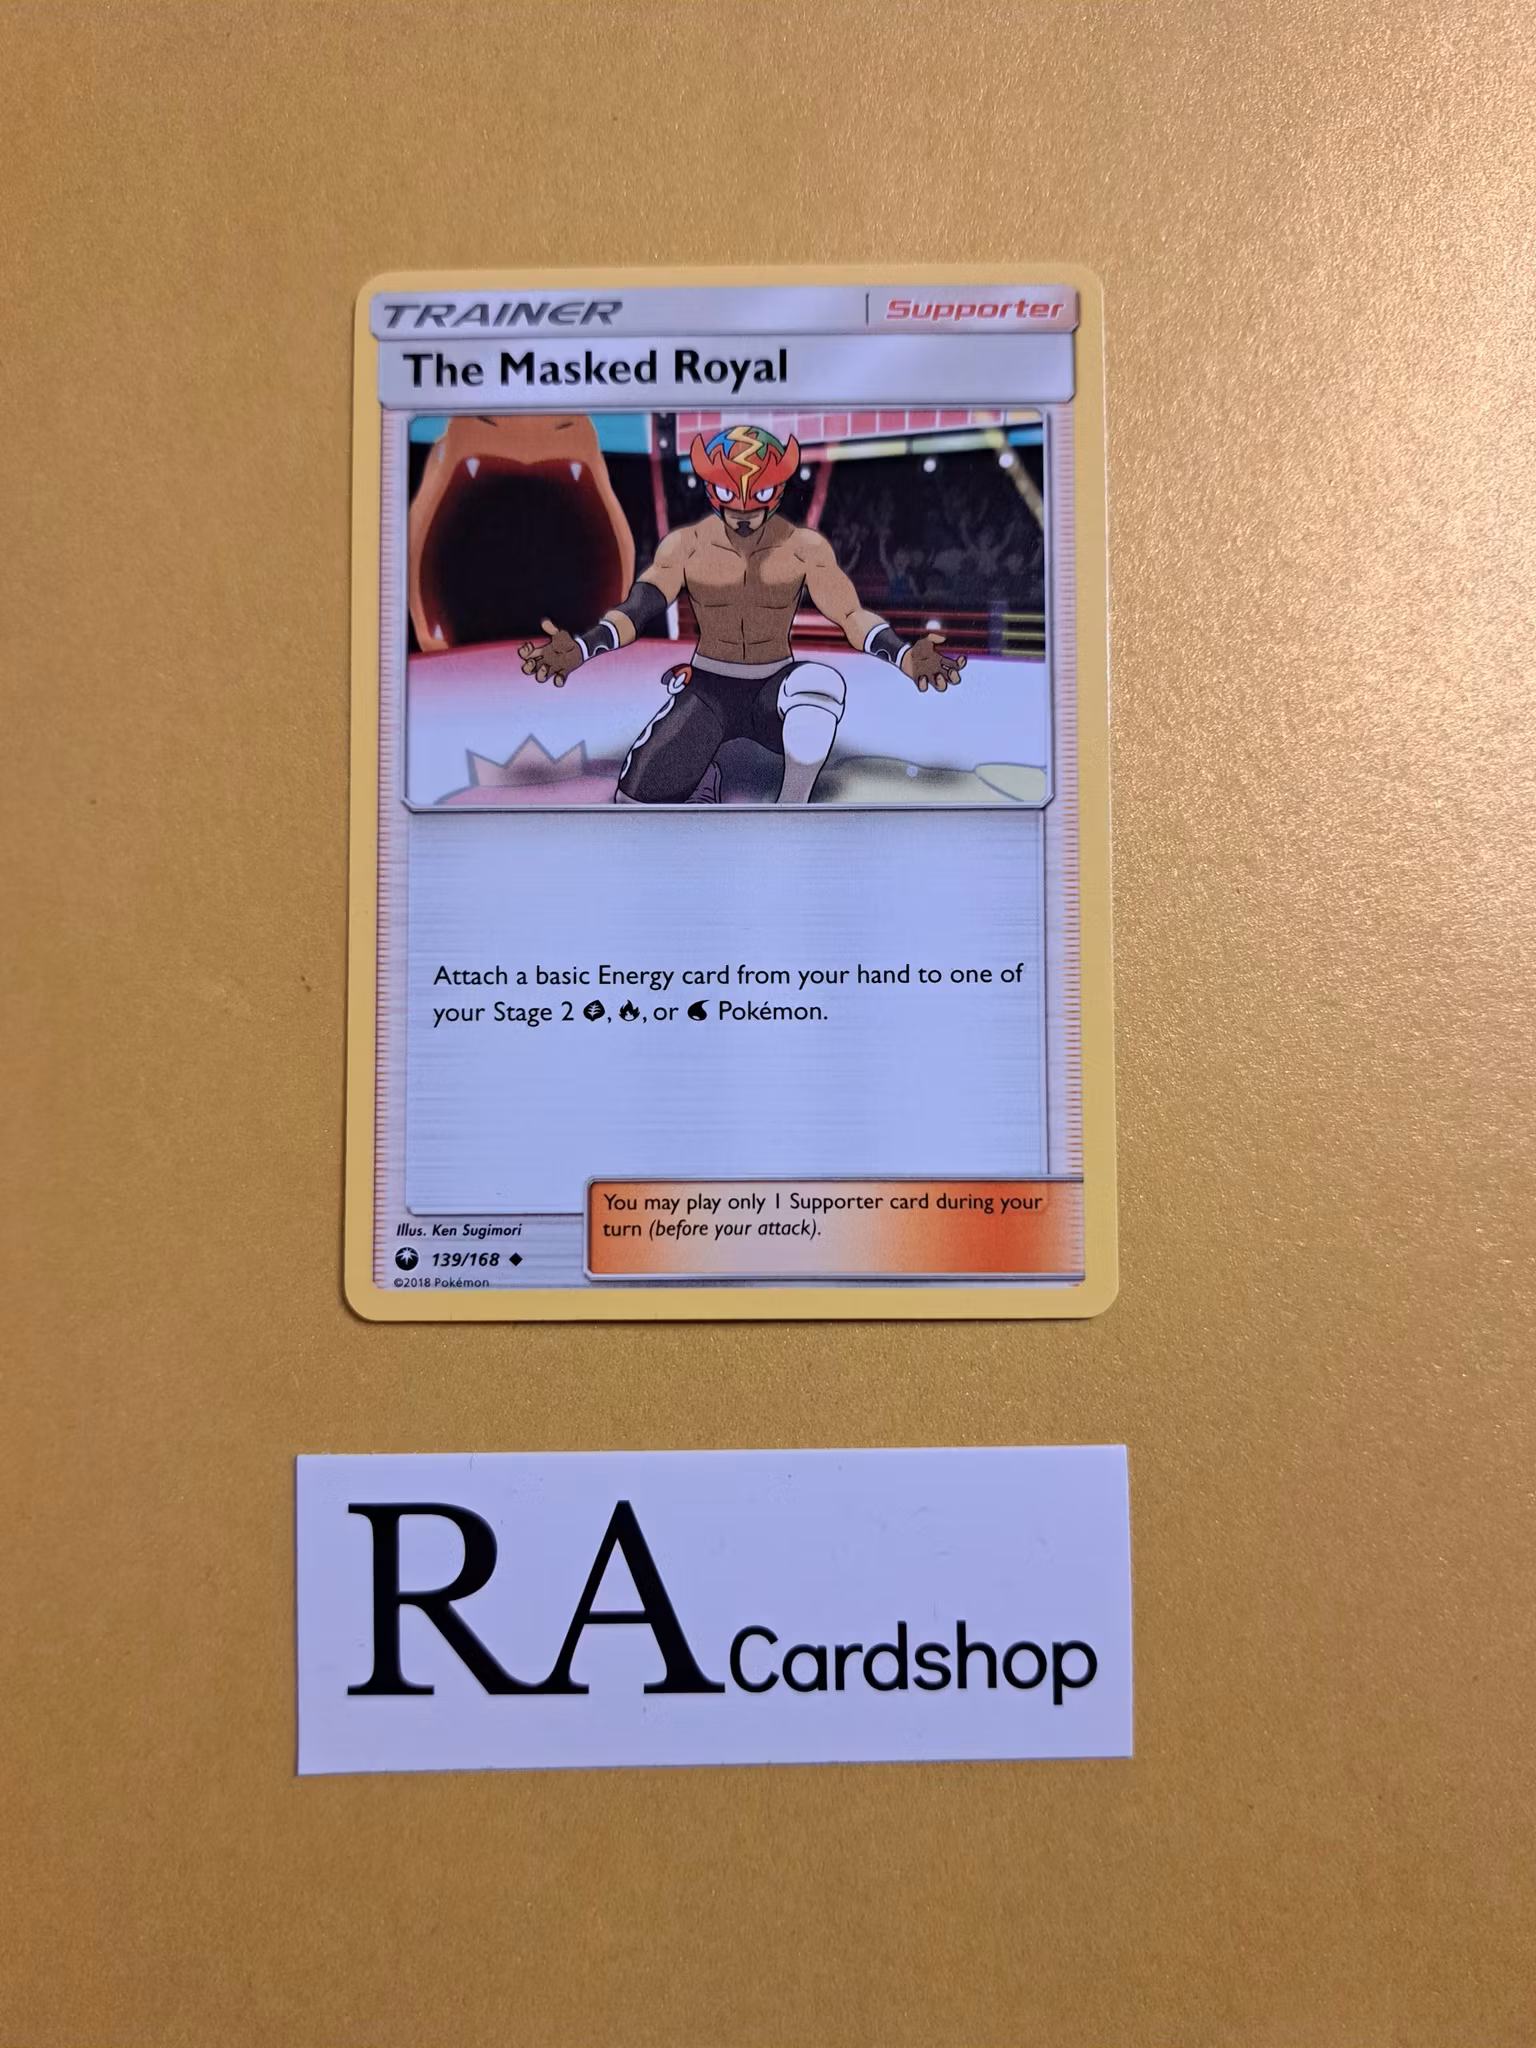 TRAINER
Supporter
The Masked Royal
Attach a basic Energy card from your hand to one of
your Stage 2 , , or Pokémon.
You may play only 1 Supporter card during your
turn (before your attack).
Illus. Ken Sugimori
139/168
©2018 Pokémon
RA Cardshop